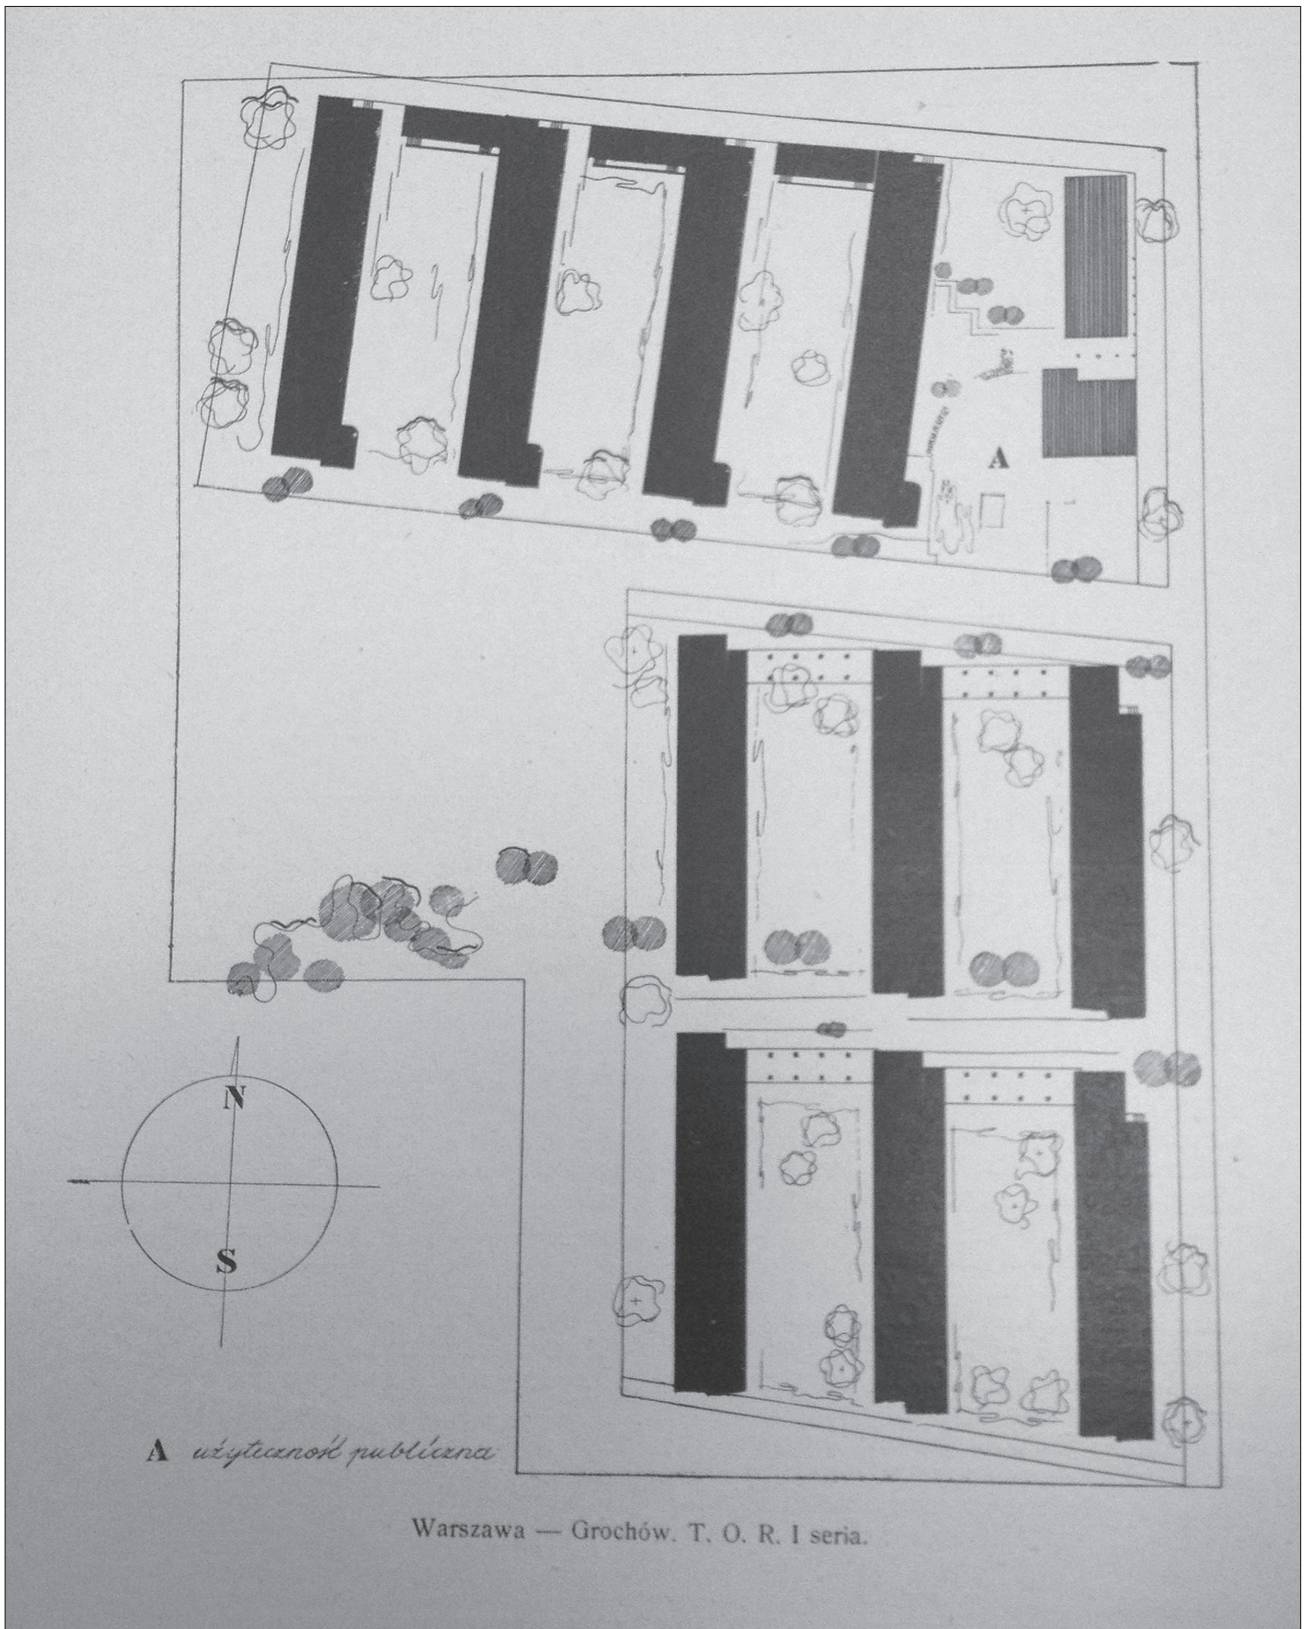 A
N
S
A użyteczność publiczna
Warszawa — Grochów. T. O. R. I seria.